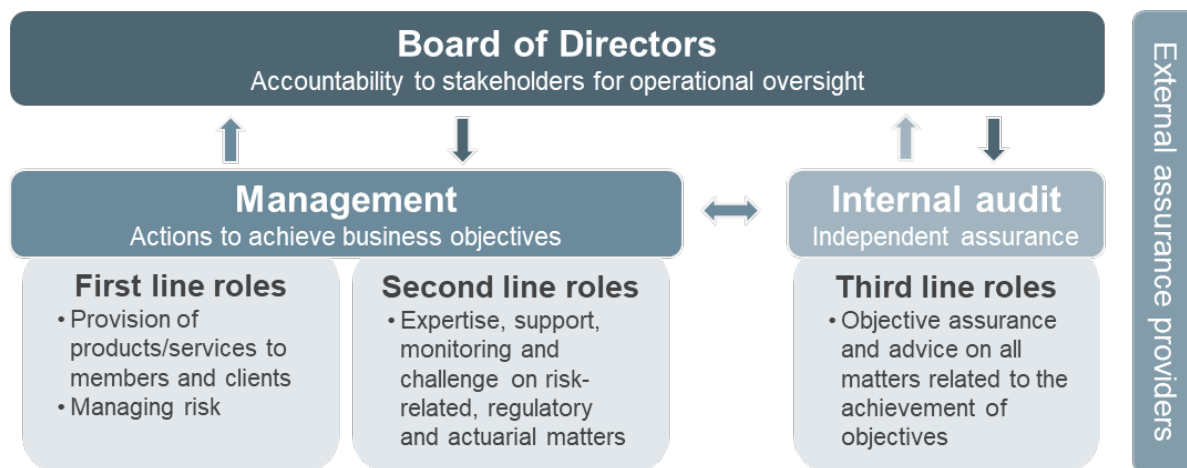 Board of Directors
Accountability to stakeholders for operational oversight
Management
Actions to achieve business objectives
Internal audit
Independent assurance
First line roles
• Provision of
products/services to
members and clients
• Managing risk
Second line roles
• Expertise, support,
monitoring and
challenge on risk-
related, regulatory
and actuarial matters
Third line roles
• Objective assurance
and advice on all
matters related to the
achievement of
objectives
External assurance providers